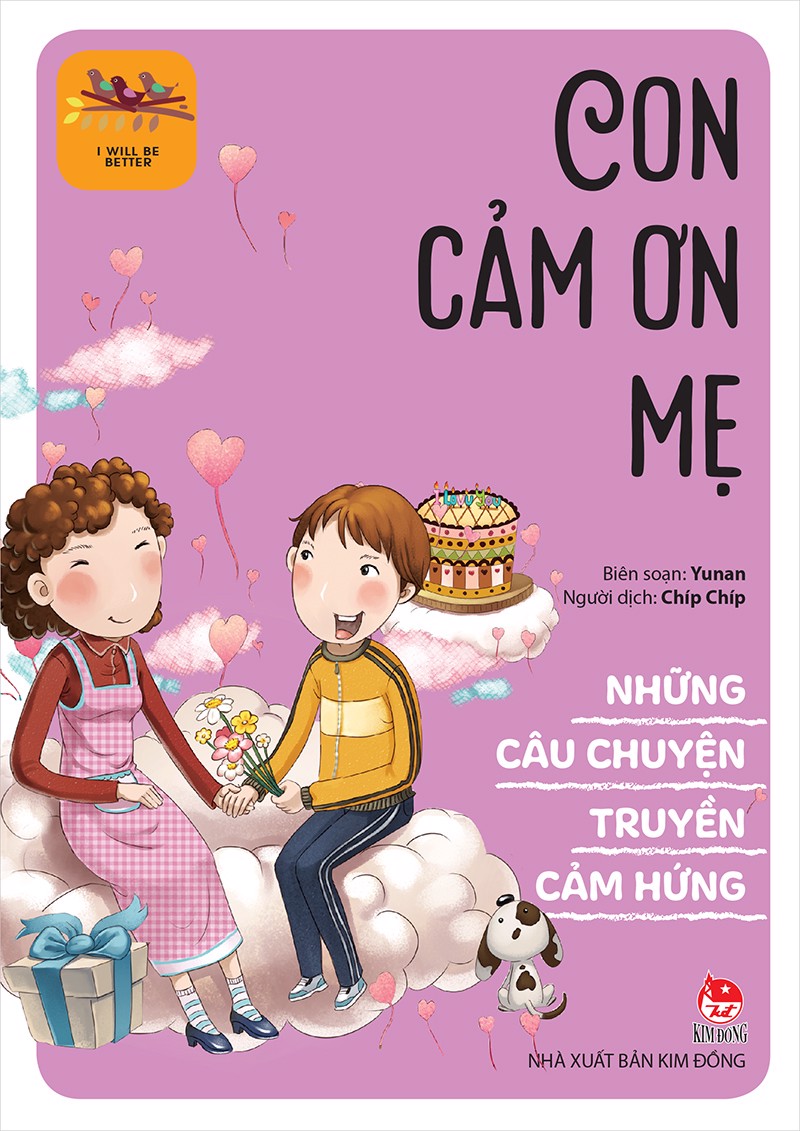 I WILL BE
BETTER
CON
CẢM ƠN
MẸ
LOVE YOU
Biên soạn: Yunan
Người dịch: Chíp Chíp
NHỮNG
CÂU CHUYỆN
TRUYỀN
CẢM HỨNG
KIM ĐỒNG
NHÀ XUẤT BẢN KIM ĐỒNG